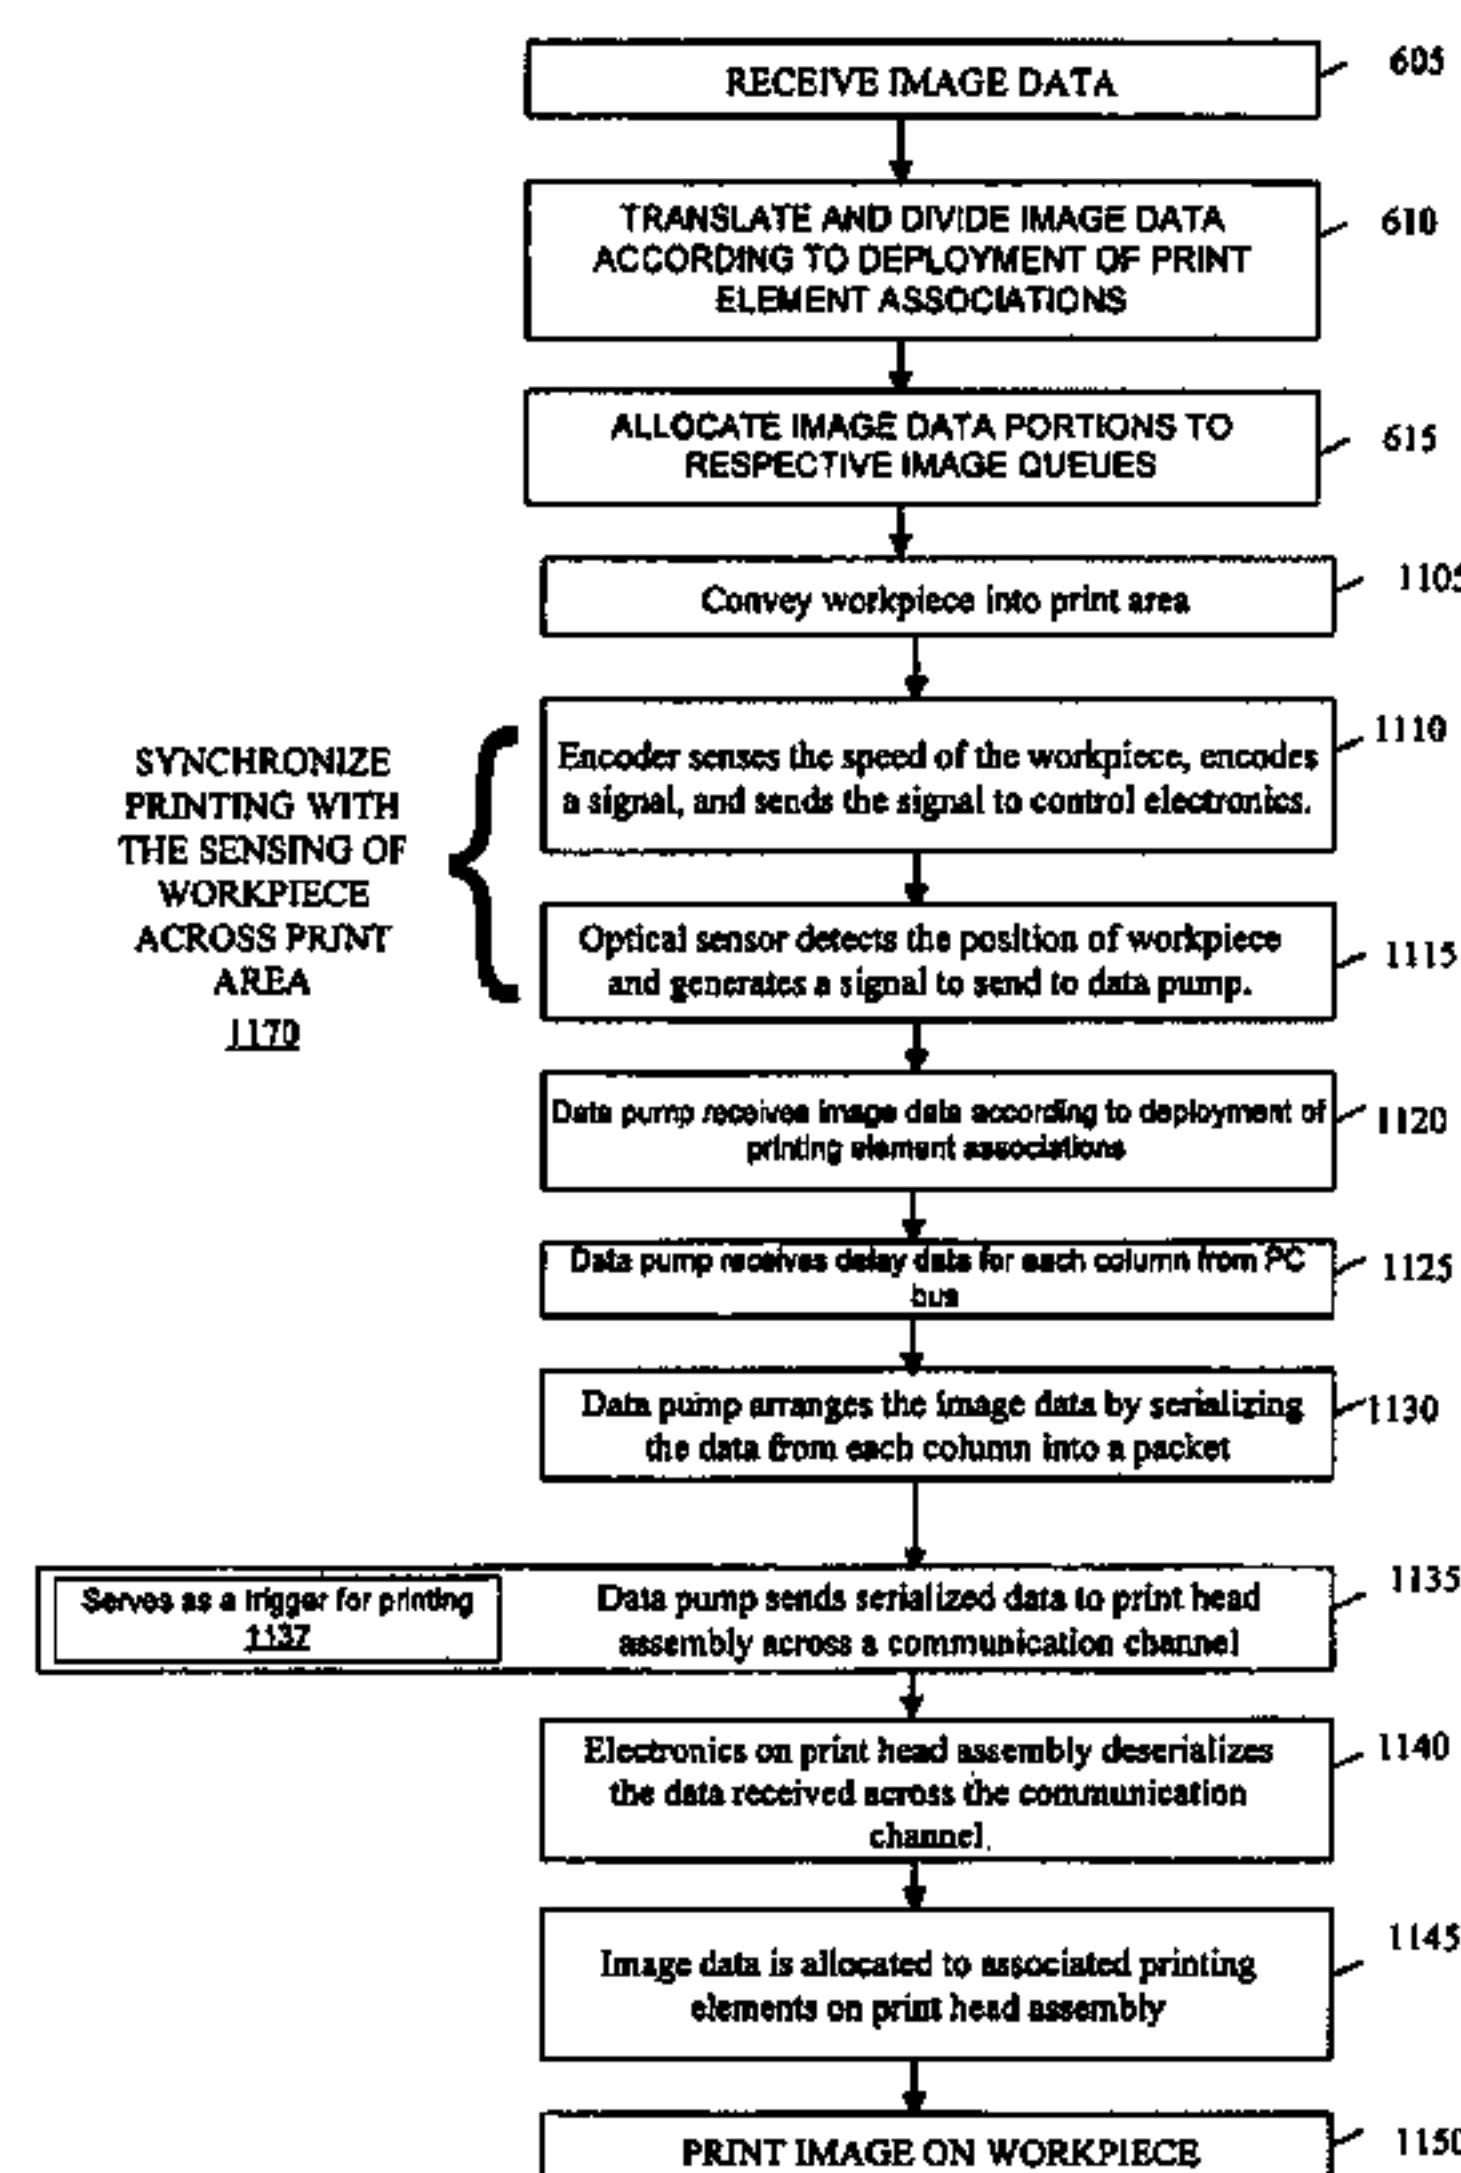 RECEIVE IMAGE DATA
605
TRANSLATE AND DIVIDE IMAGE DATA
ACCORDING TO DEPLOYMENT OF PRINT
ELEMENT ASSOCIATIONS
610
ALLOCATE IMAGE DATA PORTIONS TO
RESPECTIVE IMAGE QUEUES
615
Convey workpiece into print area
1105
SYNCHRONIZE
PRINTING WITH
THE SENSING OF
WORKPIECE
ACROSS PRINT
AREA
1170
Encoder senses the speed of the workpiece, encodes
a signal, and sends the signal to control electronics.
1110
Optical sensor detects the position of workpiece
and generates a signal to send to data pump.
1115
Data pump receives image data according to deployment of
printing element associations
1120
Data pump receives delay data for each column from PC
bus
1125
Data pump arranges the image data by serializing
the data from each column into a packet
1130
Serves as a trigger for printing
1137
Data pump sends serialized data to print head
assembly across a communication channel
1135
Electronics on print head assembly deserializes
the data received across the communication
channel.
1140
Image data is allocated to associated printing
elements on print head assembly
1145
PRINT IMAGE ON WORKPIECE
1150